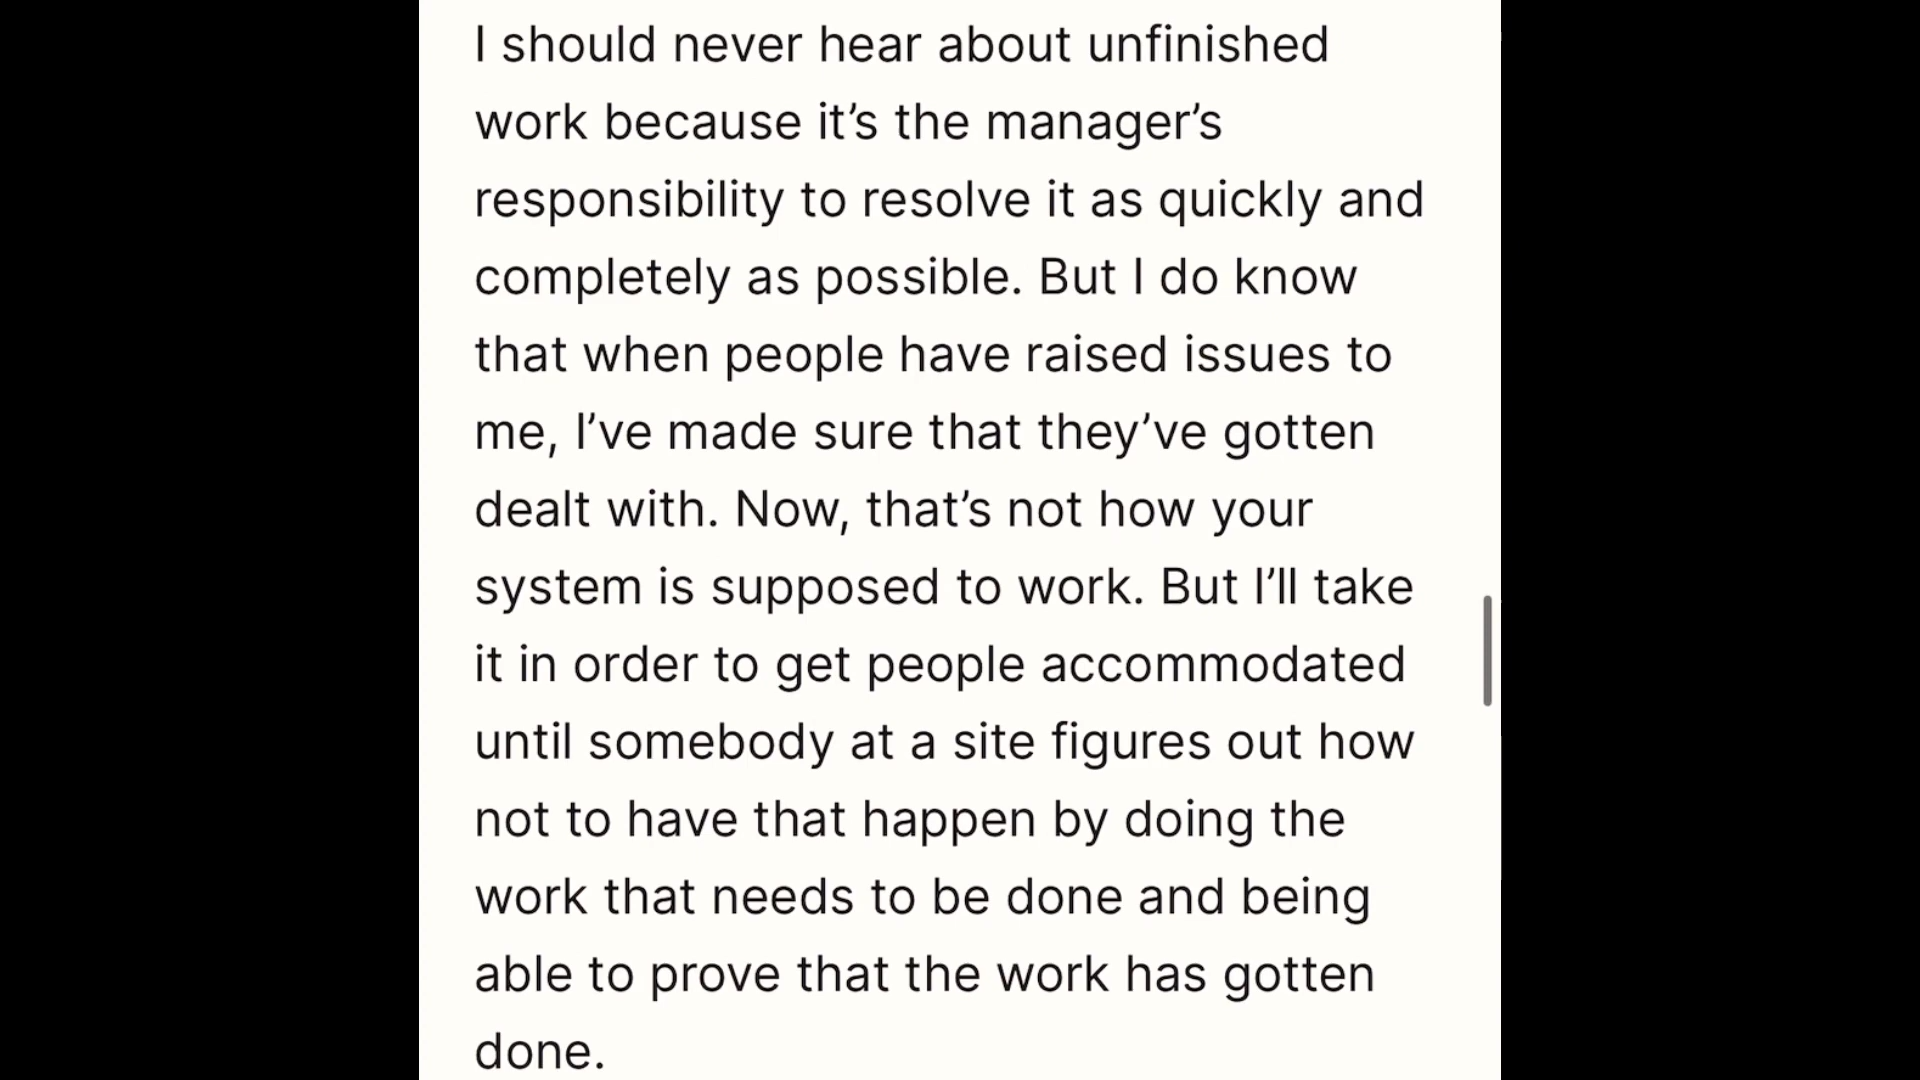 I should never hear about unfinished
work because it’s the manager’s
responsibility to resolve it as quickly and
completely as possible. But I do know
that when people have raised issues to
me, I’ve made sure that they’ve gotten
dealt with. Now, that’s not how your
system is supposed to work. But I’ll take
it in order to get people accommodated
until somebody at a site figures out how
not to have that happen by doing the
work that needs to be done and being
able to prove that the work has gotten
done.